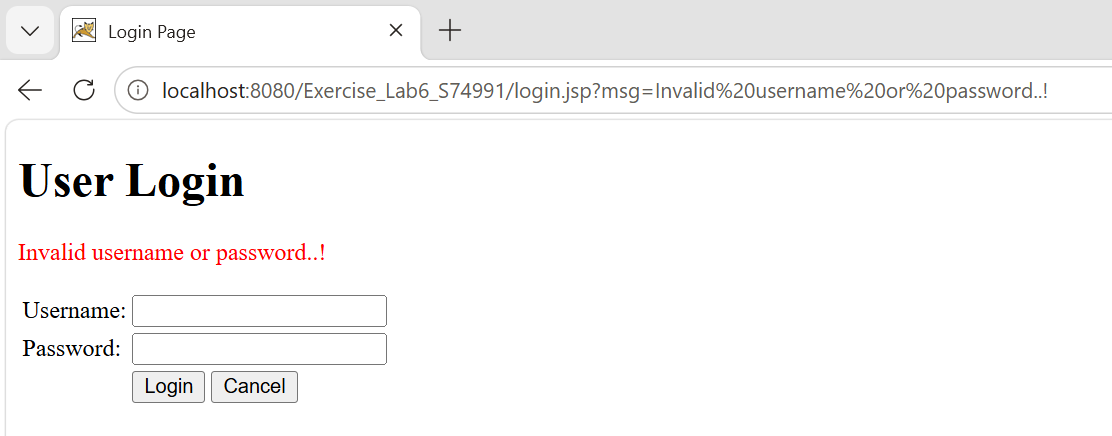 Login Page
localhost:8080/Exercise_Lab6_S74991/login.jsp?msg=Invalid%20username%20or%20password..!
User Login
Invalid username or password..!
Username:
Password:
Login Cancel